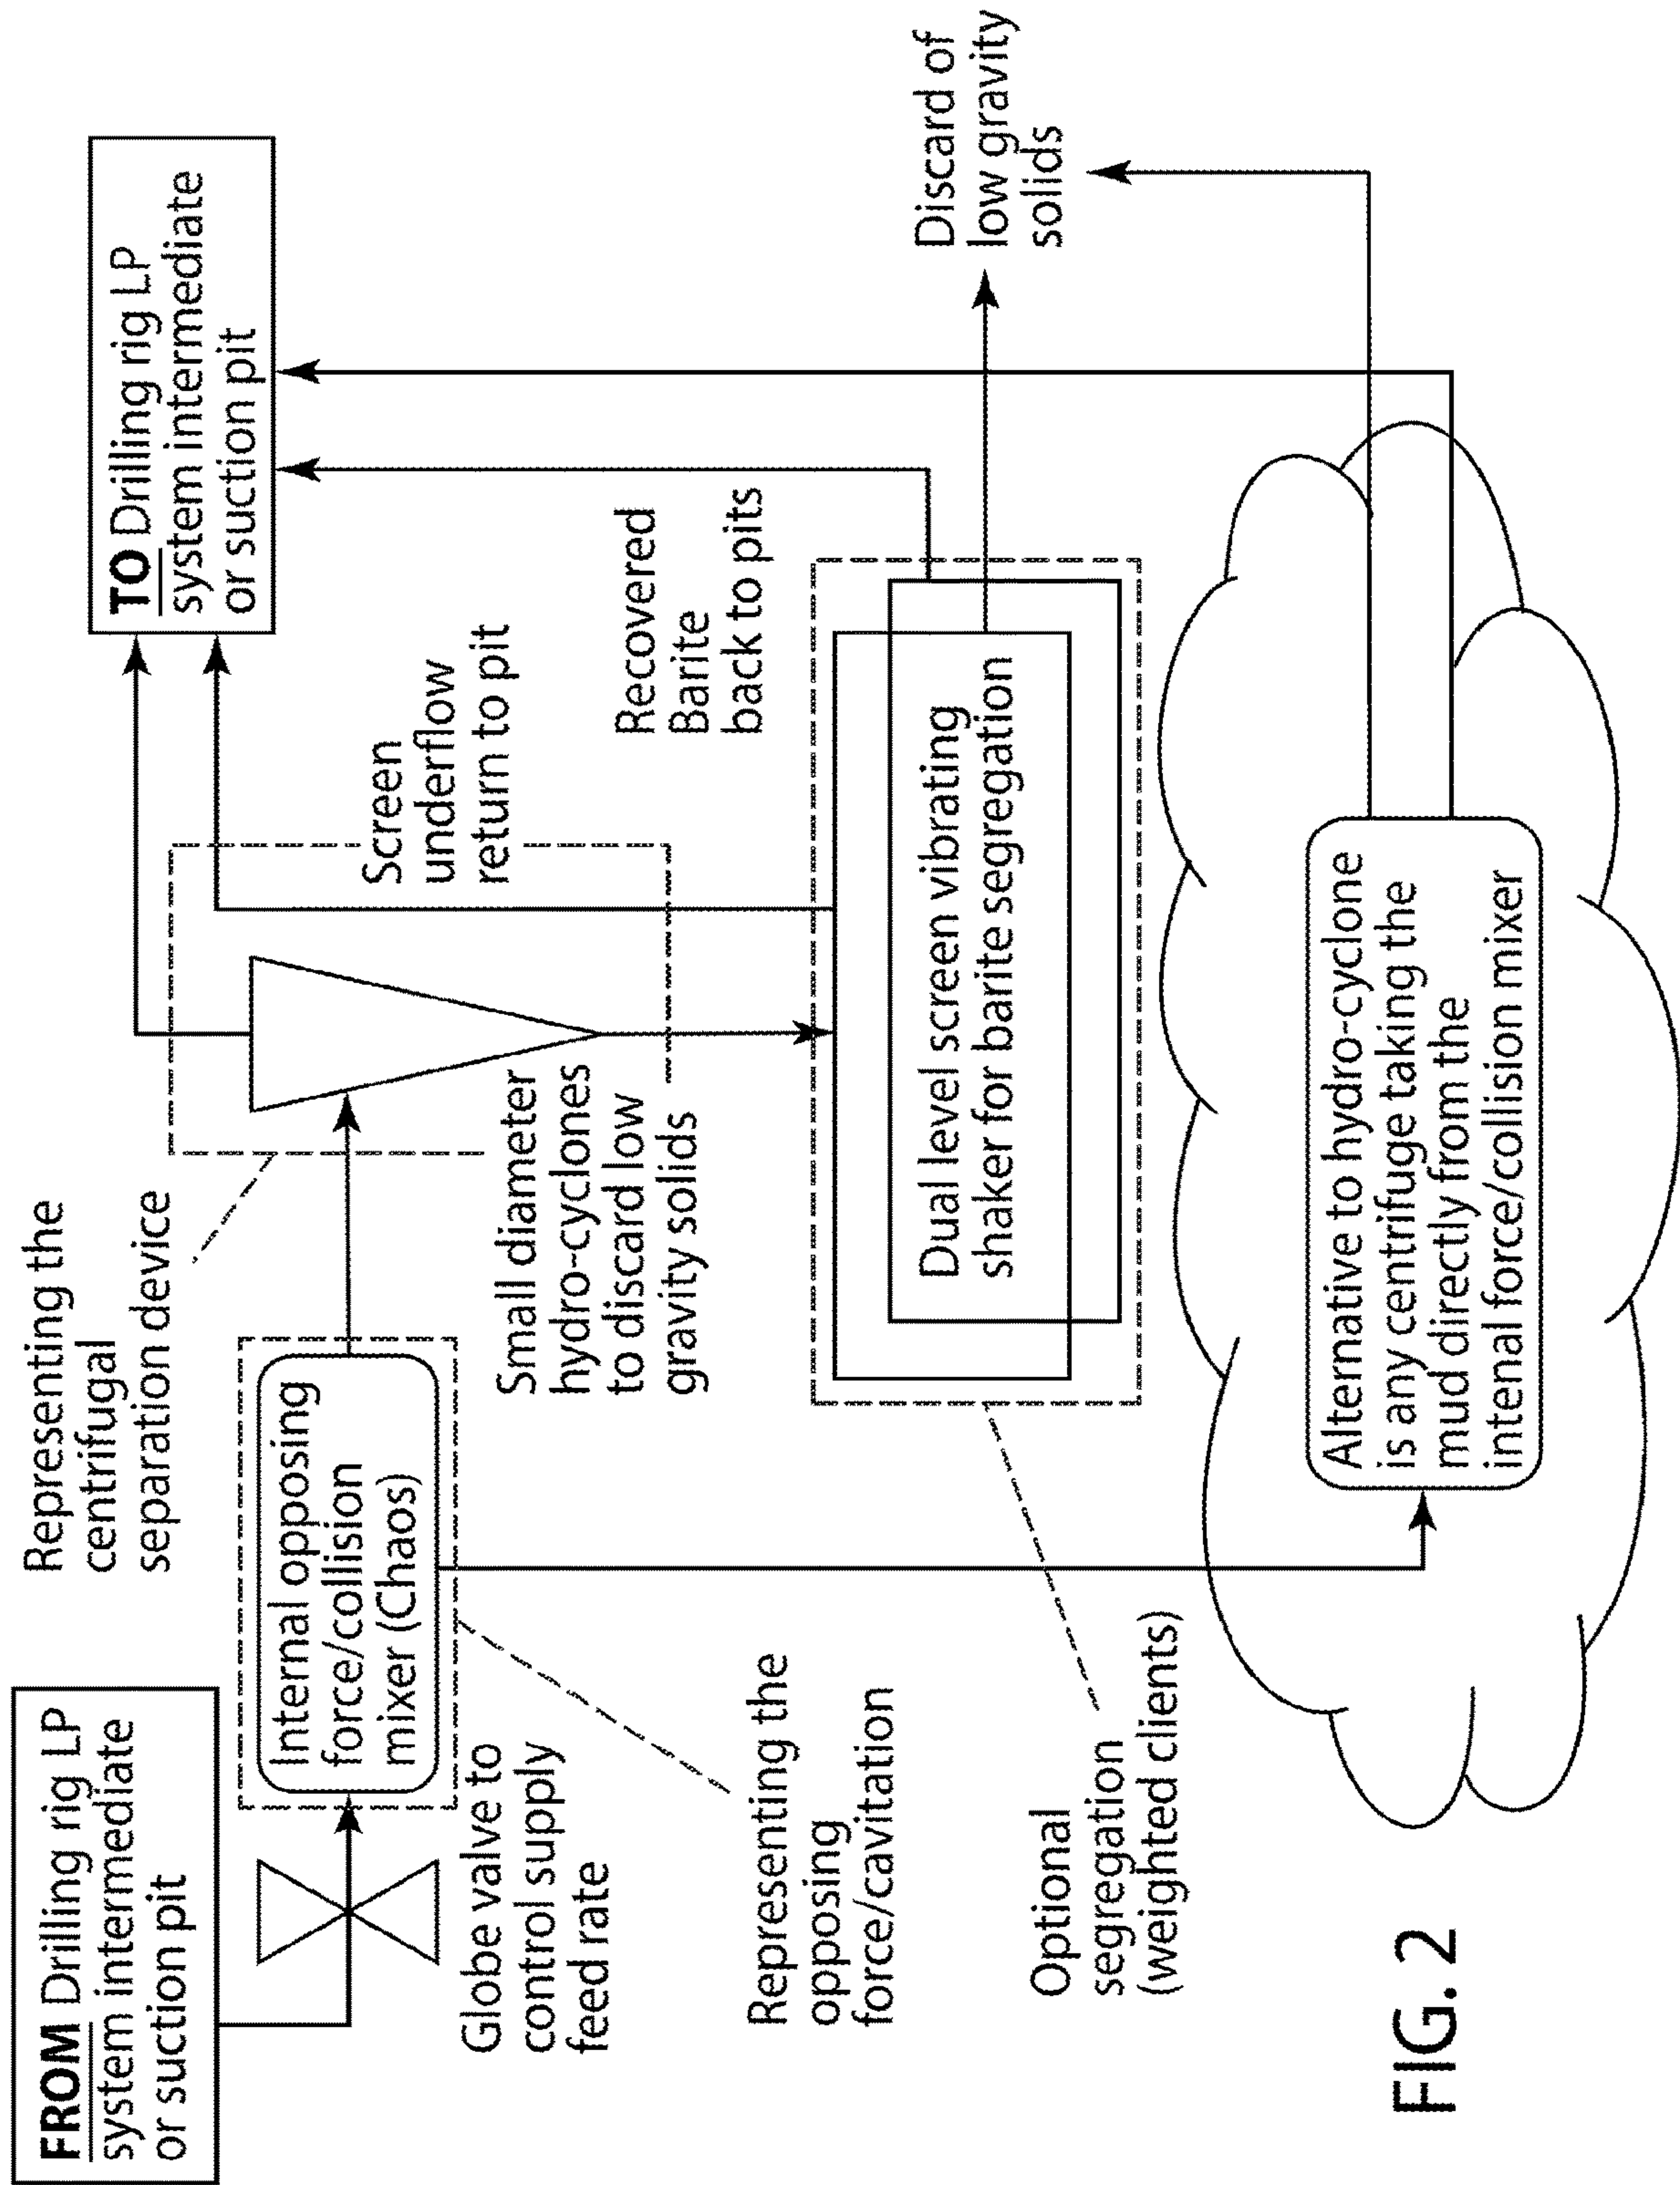 FROM Drilling rig LP
system intermediate
or suction pit
Globe valve to
control supply
feed rate
Internal opposing
force/collision
mixer (Chaos)
Representing the
opposing
force/cavitation
Representing the
centrifugal
separation device
Small diameter
hydro-cyclones
to discard low
gravity solids
Screen
underflow
return to pit
TO Drilling rig LP
system intermediate
or suction pit
Recovered
Barite
back to pits
Dual level screen vibrating
shaker for barite segregation
Optional
segregation
(weighted clients)
Discard of
low gravity
solids
Alternative to hydro-cyclone
is any centrifuge taking the
mud directly from the
internal force/collision mixer
FIG. 2